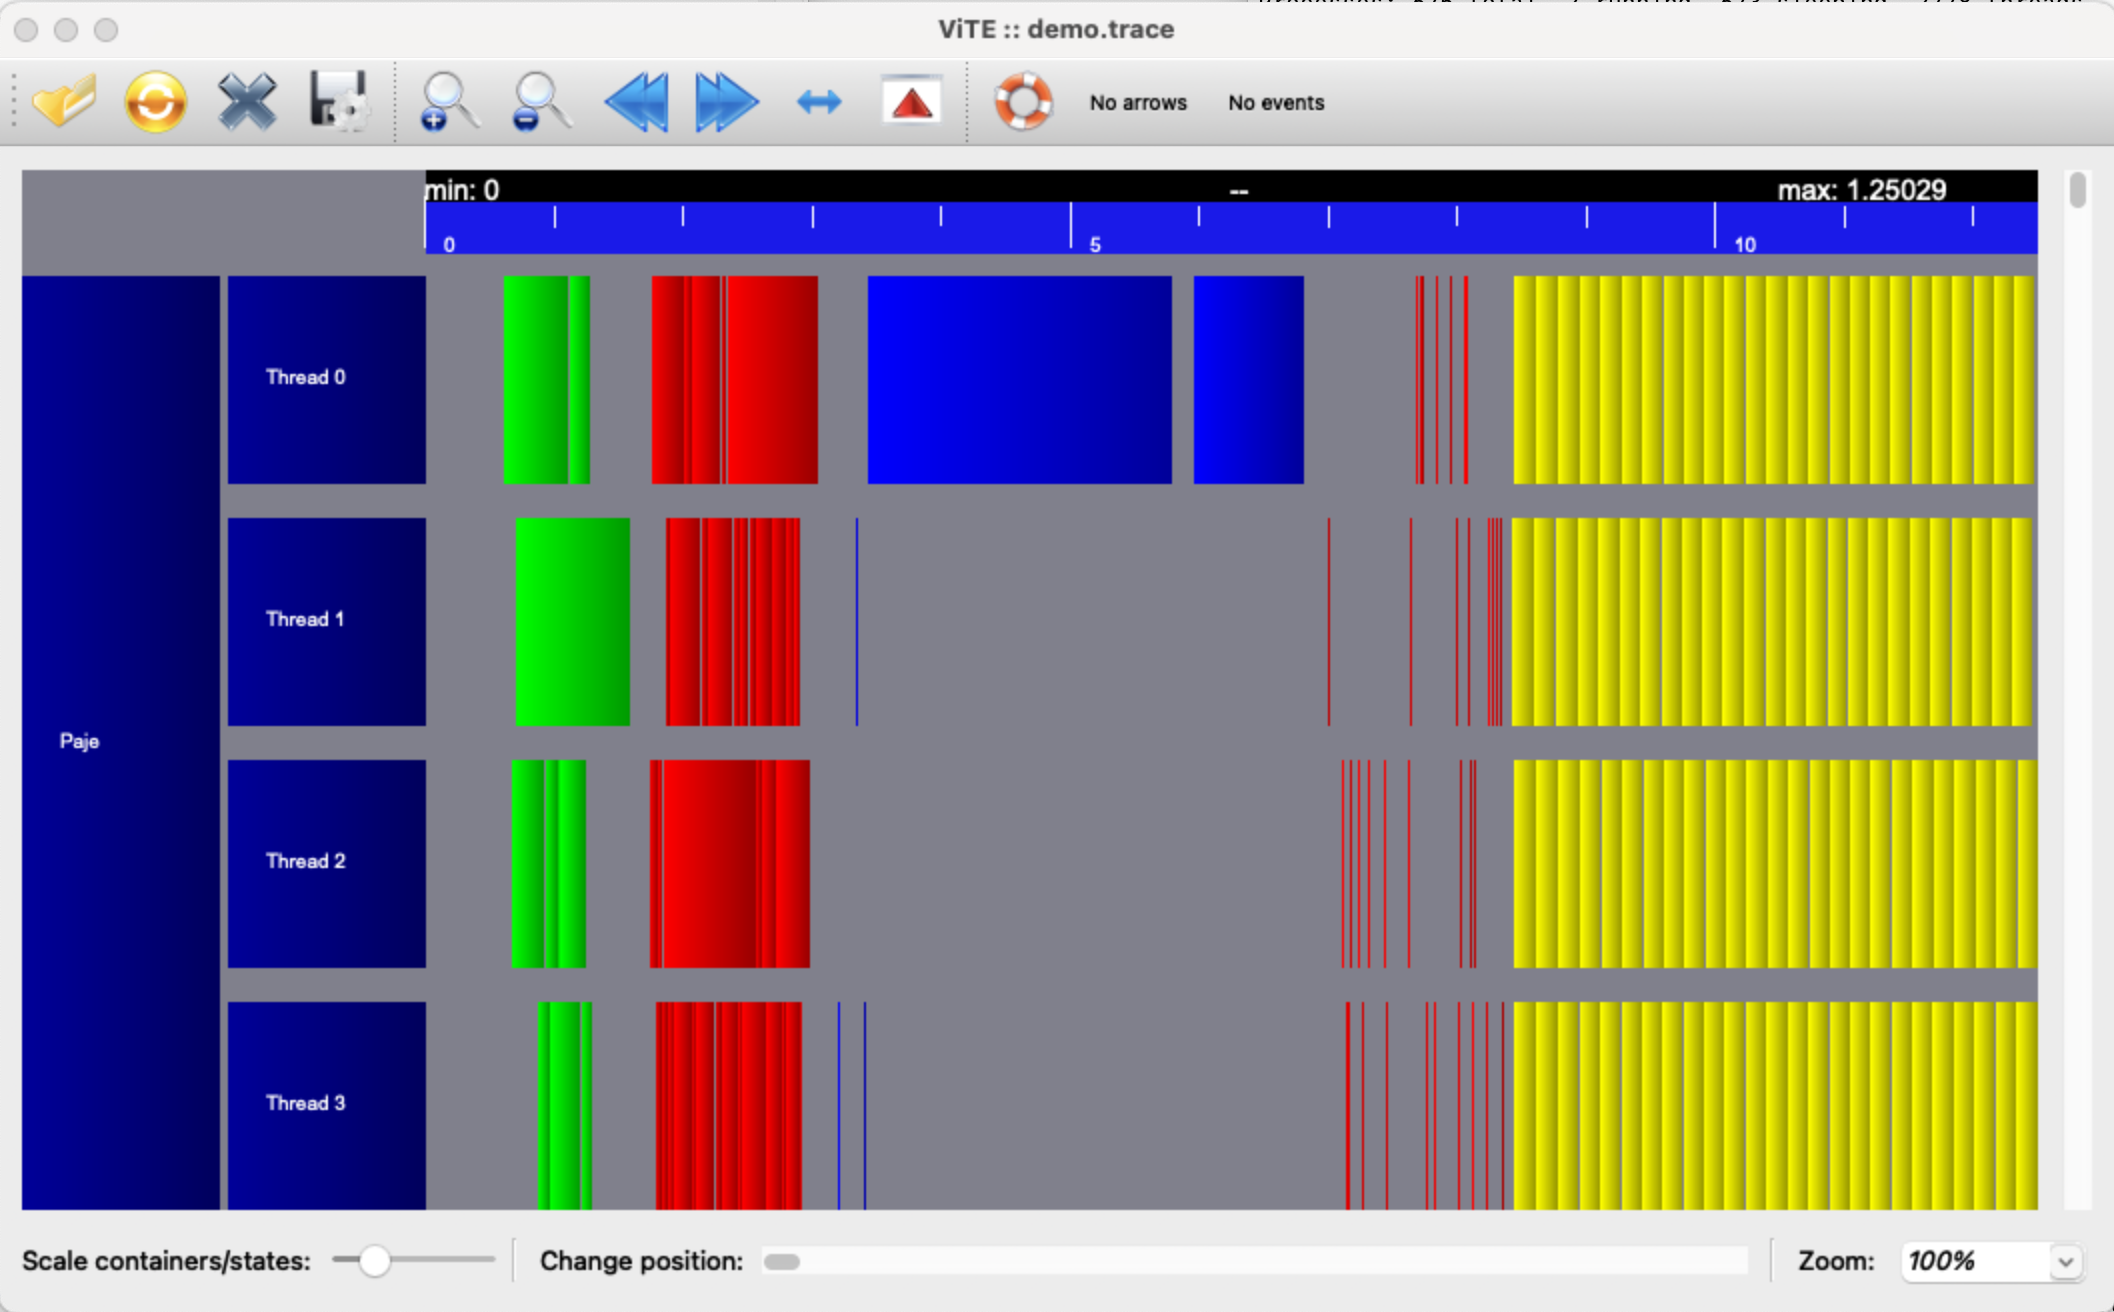 ViTE :: demo.trace
No arrows No events
min: 0 -- max: 1.25029
0 5 10
Thread 0
Thread 1
Paje
Thread 2
Thread 3
Scale containers/states: Change position: Zoom: 100%